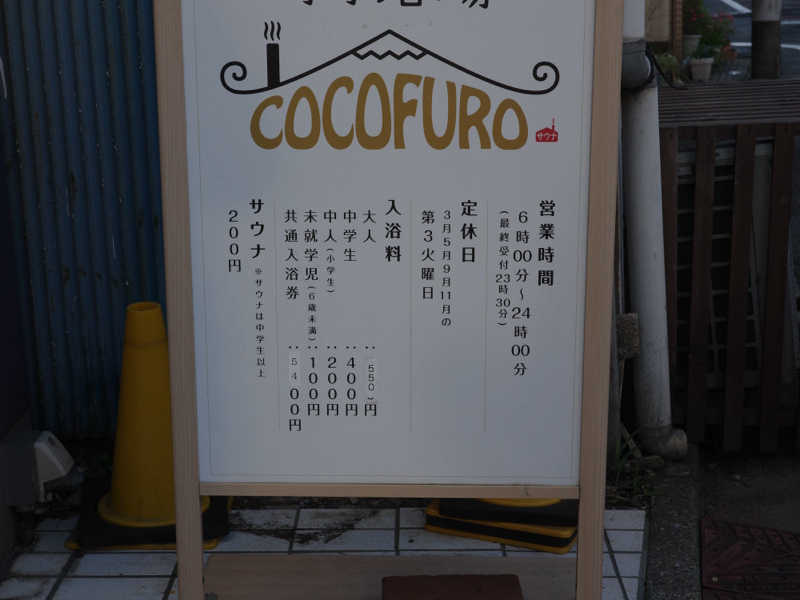 COCOFURO
サウナ
営業時間
6時00分～24時00分
(最終受付23時30分)
定休日
3月5月9月11月の
第3火曜日
入浴料
大人 : 550円
中学生 : 400円
中人(小学生) : 200円
未就学児(6歳未満) : 100円
共通入浴券 : 5400円
サウナ ※サウナは中学生以上
200円